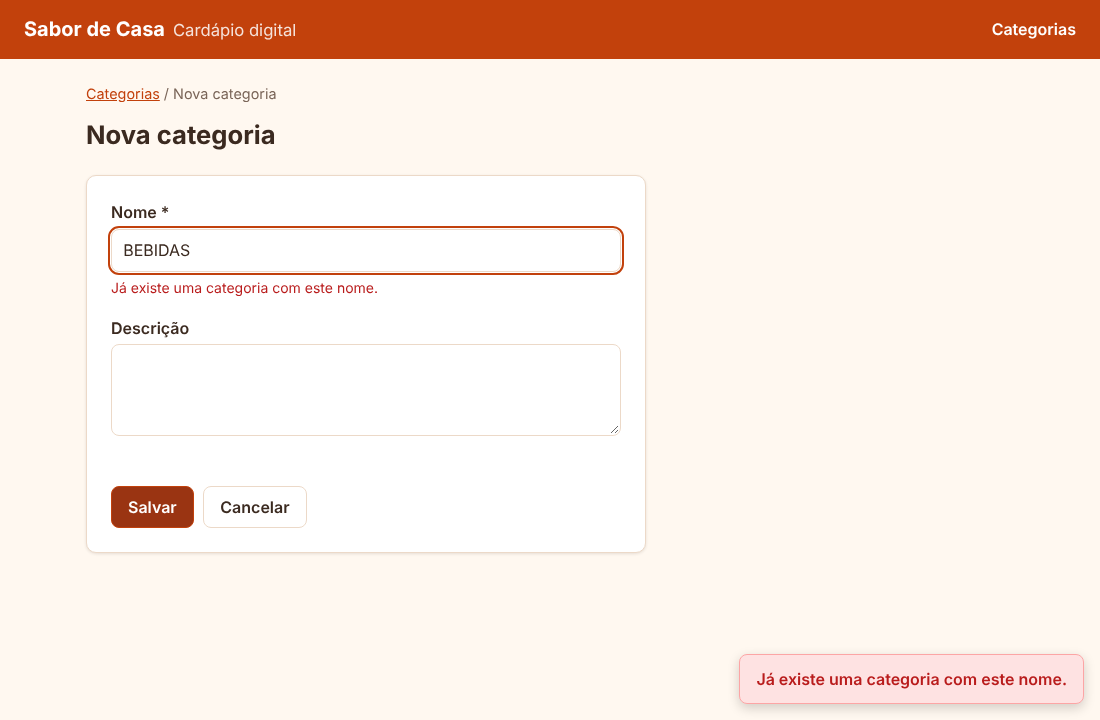 Sabor de Casa Cardápio digital
Categorias
Categorias / Nova categoria
Nova categoria
Nome *
BEBIDAS
Já existe uma categoria com este nome.
Descrição
Salvar
Cancelar
Já existe uma categoria com este nome.